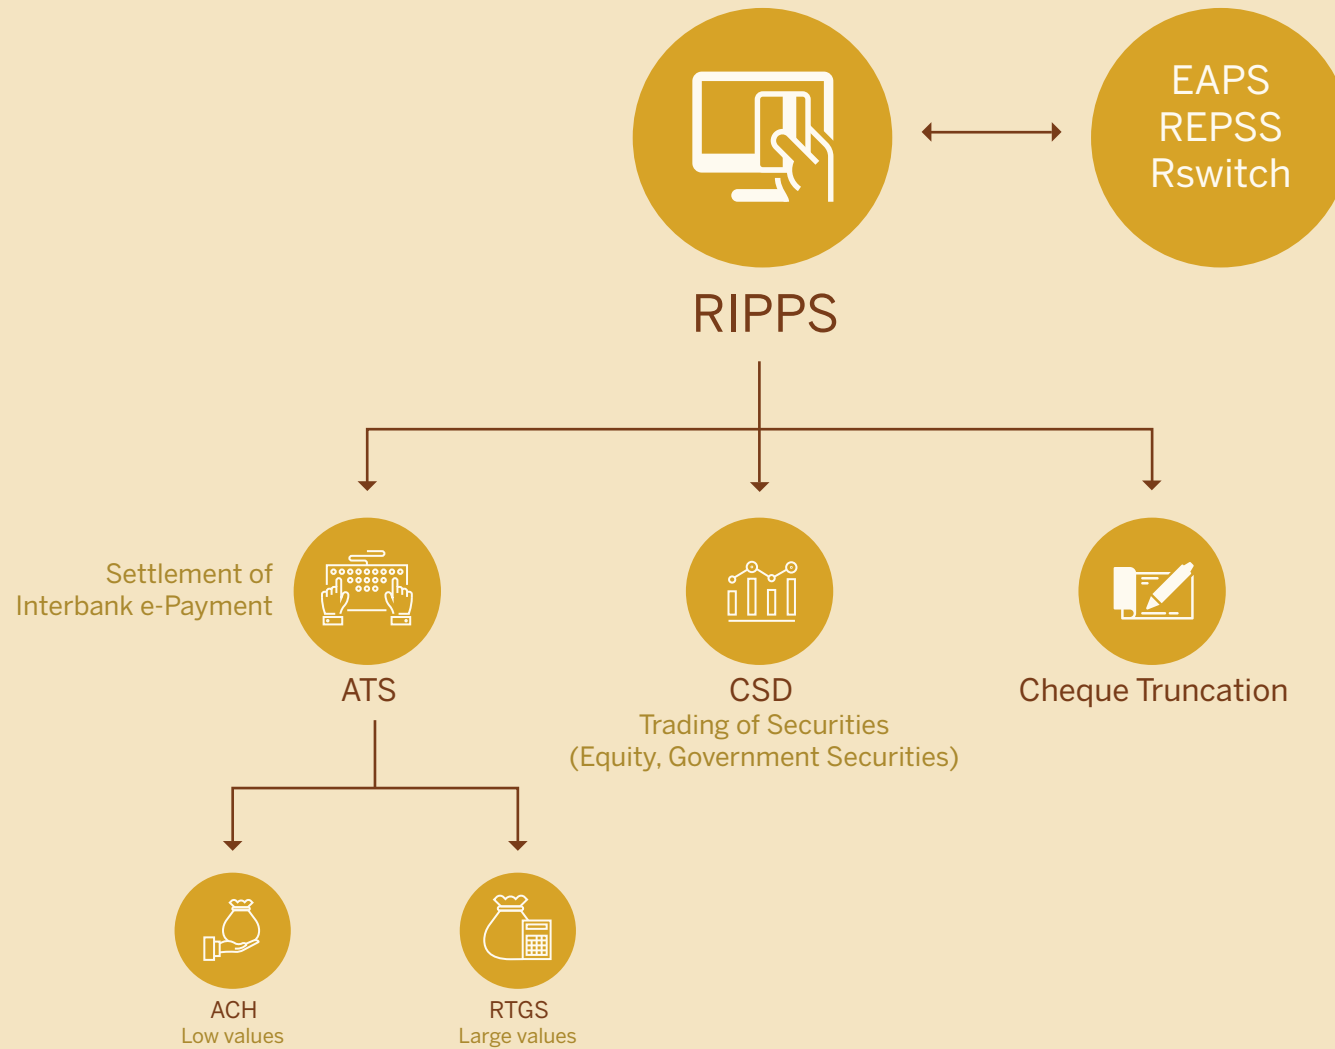 EAPS
REPSS
Rswitch
RIPPS
Settlement of
Interbank e-Payment
ATS
CSD
Trading of Securities
(Equity, Government Securities)
Cheque Truncation
ACH
Low values
RTGS
Large values